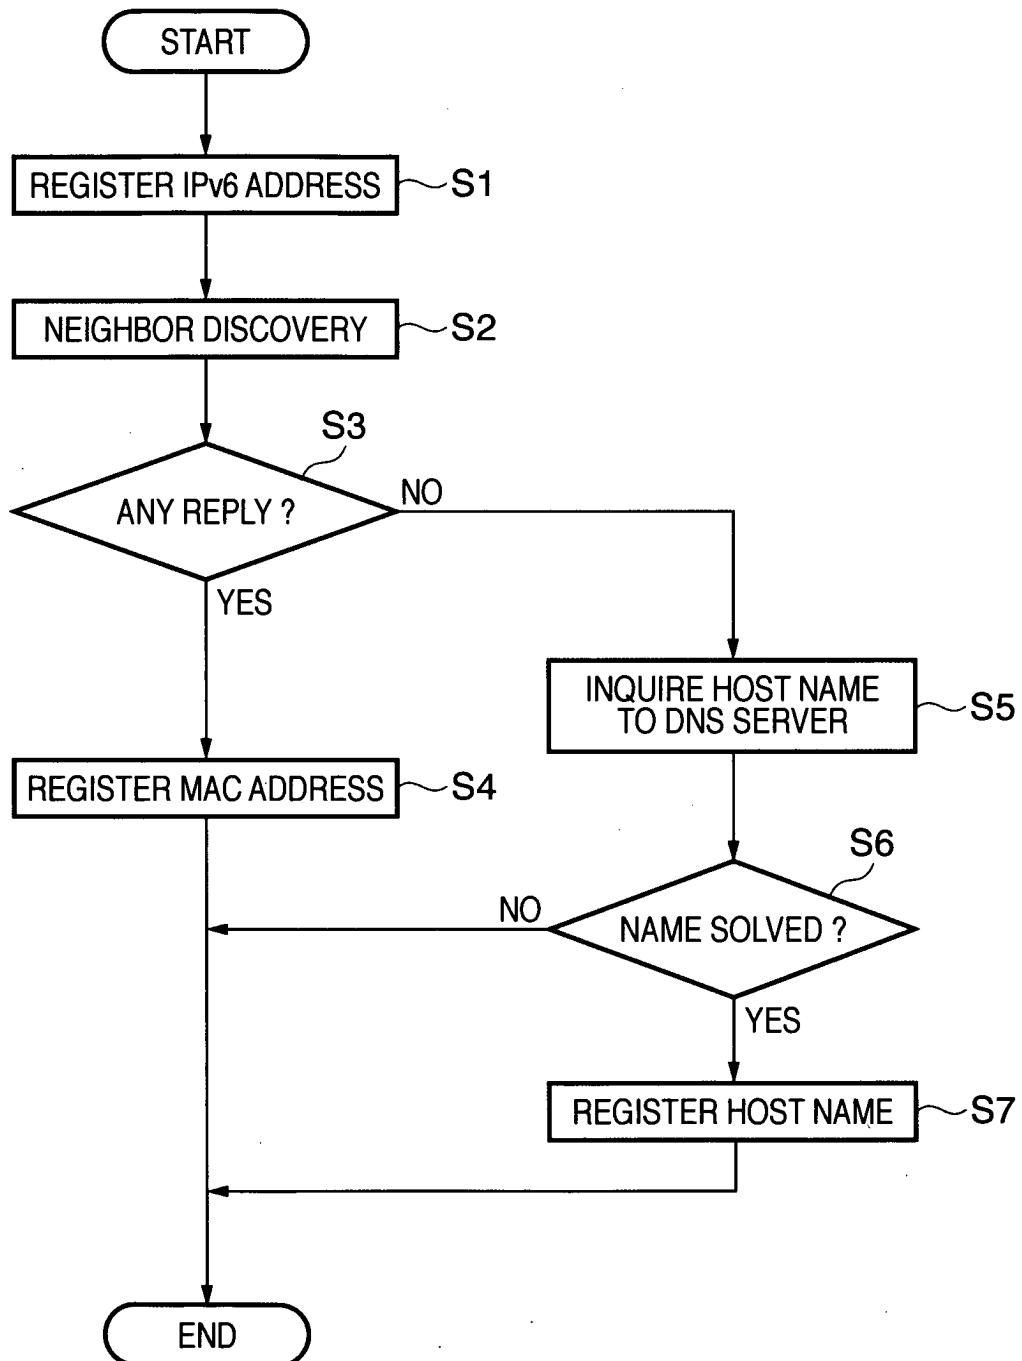 START
REGISTER IPv6 ADDRESS
S1
NEIGHBOR DISCOVERY
S2
S3
ANY REPLY ?
NO
YES
INQUIRE HOST NAME
TO DNS SERVER
S5
REGISTER MAC ADDRESS
S4
S6
NO
NAME SOLVED ?
YES
REGISTER HOST NAME
S7
END